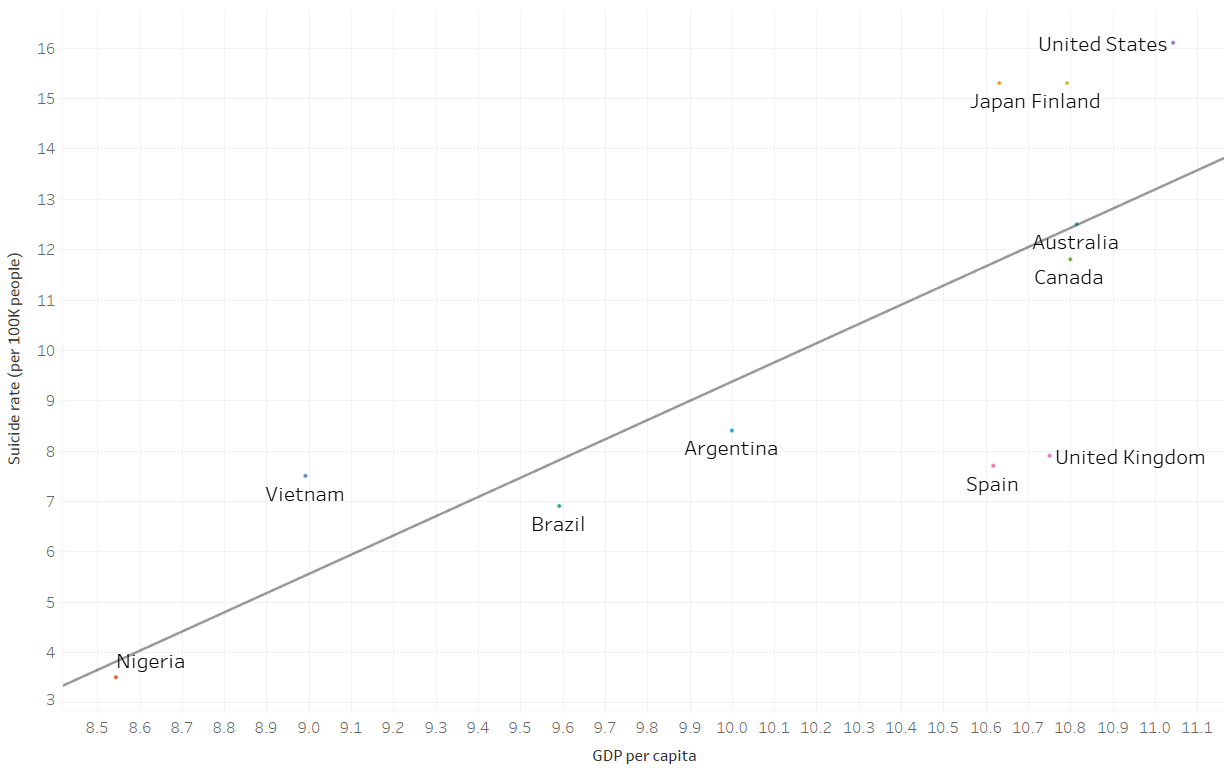 United States
Japan Finland
Australia
Canada
Argentina
United Kingdom
Spain
Vietnam
Brazil
Nigeria
16
15
14
13
12
11
10
9
8
7
6
5
4
3
Suicide rate (per 100K people)
8.5 8.6 8.7 8.8 8.9 9.0 9.1 9.2 9.3 9.4 9.5 9.6 9.7 9.8 9.9 10.0 10.1 10.2 10.3 10.4 10.5 10.6 10.7 10.8 10.9 11.0 11.1
GDP per capita